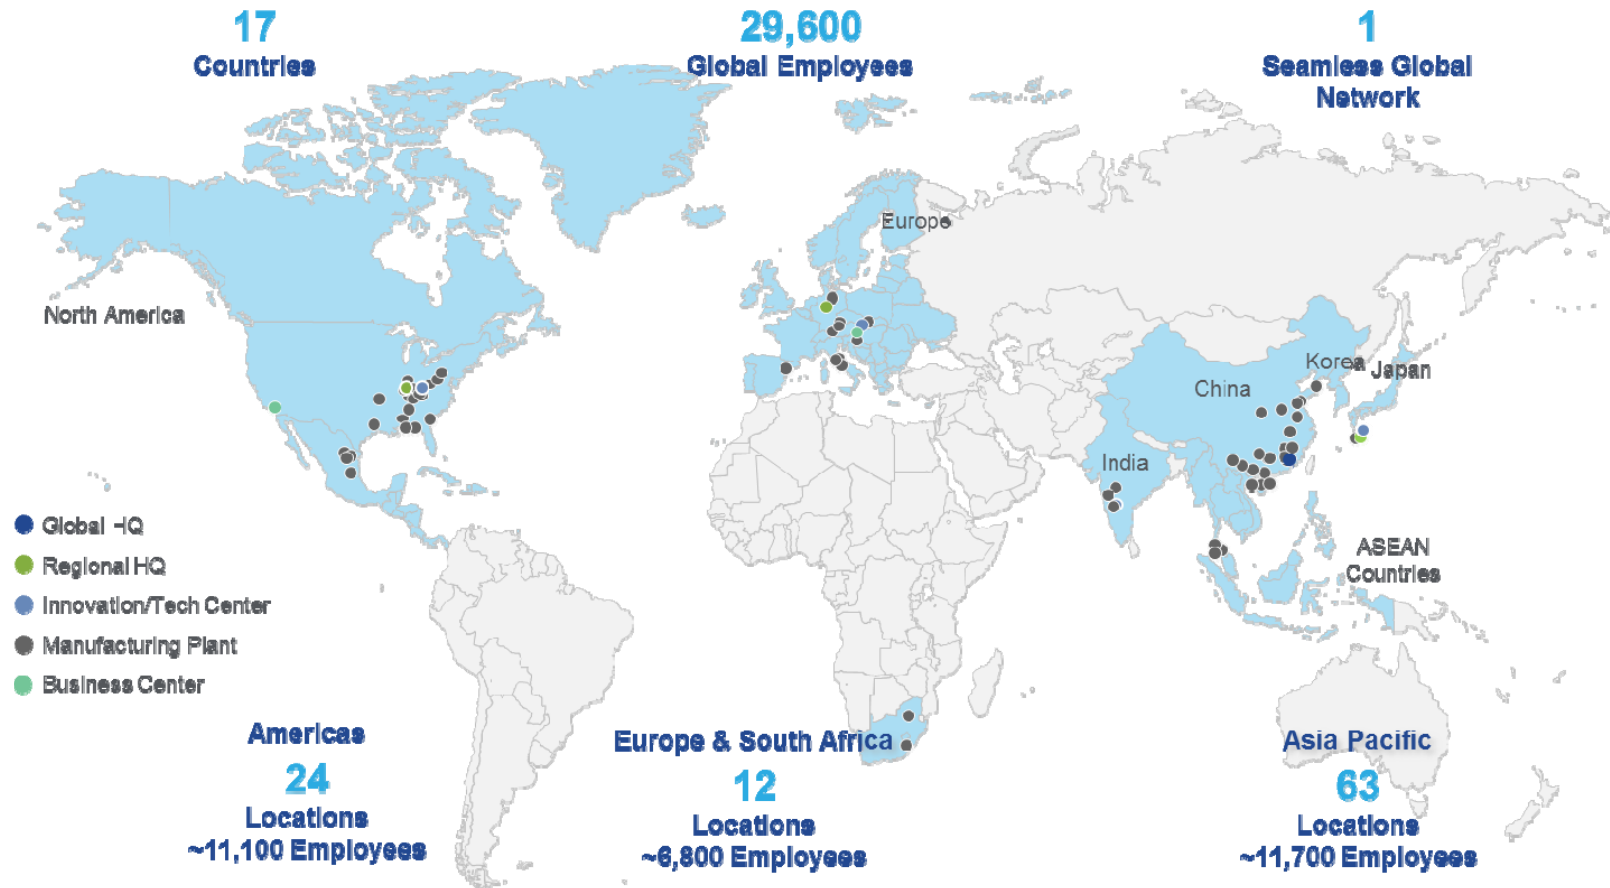 17
Countries
29,600
Global Employees
1
Seamless Global
Network
Europe
North America
Korea
Japan
China
India
ASEAN
Countries
Global HQ
Regional HQ
Innovation/Tech Center
Manufacturing Plant
Business Center
Americas
24
Locations
~11,100 Employees
Europe & South Africa
12
Locations
~6,800 Employees
Asia Pacific
63
Locations
~11,700 Employees